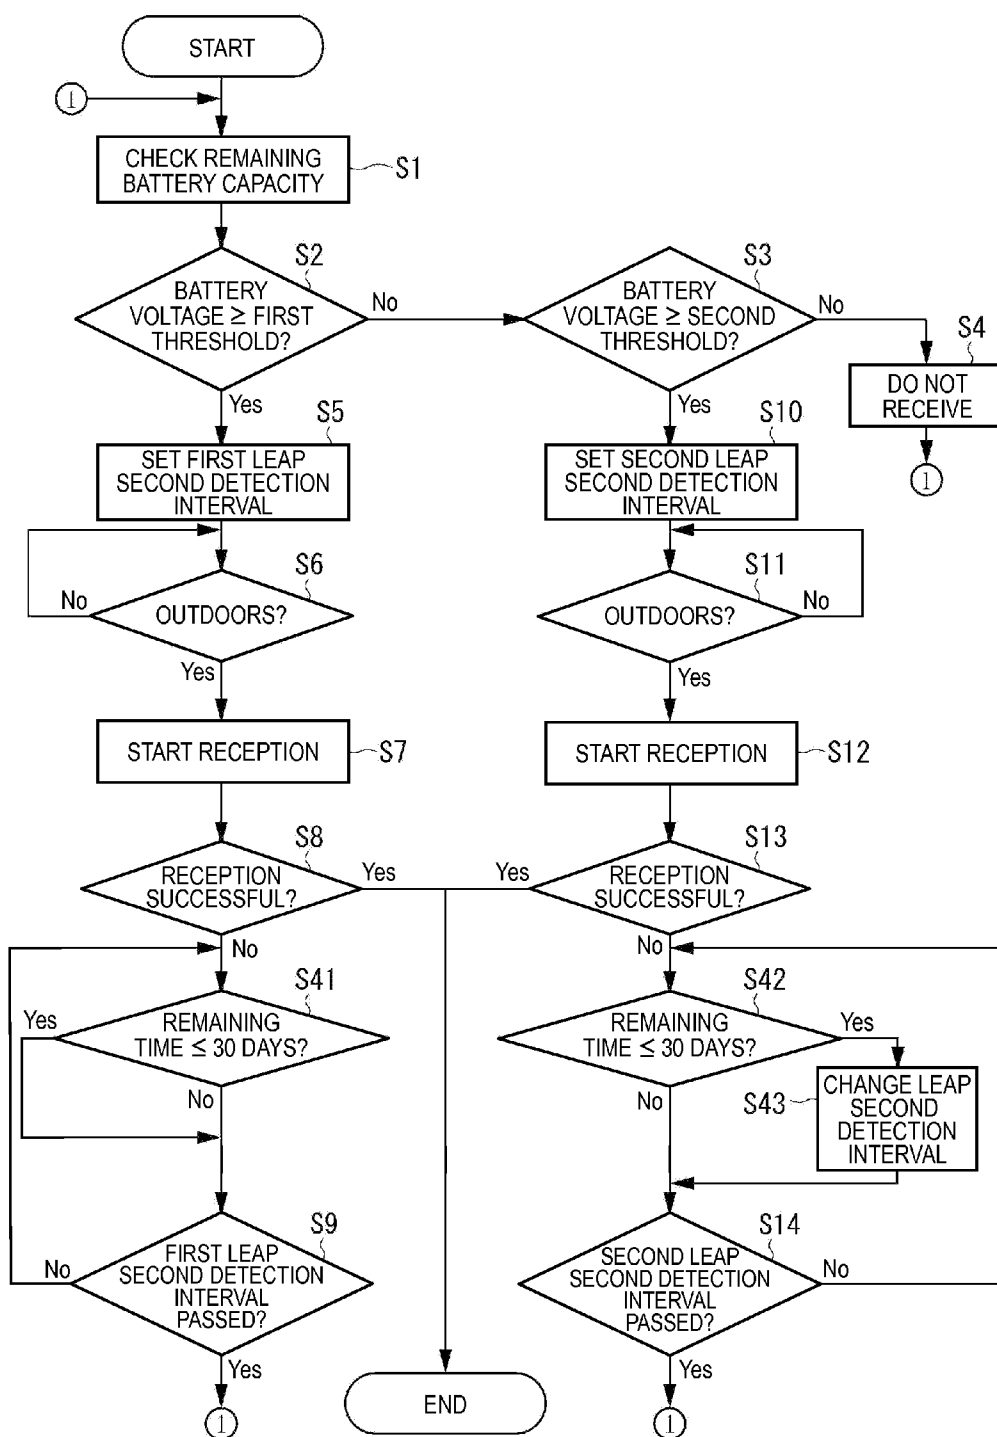 START
1
CHECK REMAINING
BATTERY CAPACITY
S1
S2
BATTERY
VOLTAGE ≥ FIRST
THRESHOLD?
No
Yes
S3
BATTERY
VOLTAGE ≥ SECOND
THRESHOLD?
No
Yes
S4
DO NOT
RECEIVE
1
S5
SET FIRST LEAP
SECOND DETECTION
INTERVAL
S10
SET SECOND LEAP
SECOND DETECTION
INTERVAL
S6
OUTDOORS?
No
Yes
S11
OUTDOORS?
No
Yes
START RECEPTION
S7
START RECEPTION
S12
S8
RECEPTION
SUCCESSFUL?
Yes
No
S13
RECEPTION
SUCCESSFUL?
Yes
No
S41
REMAINING
TIME ≤ 30 DAYS?
Yes
No
S42
REMAINING
TIME ≤ 30 DAYS?
Yes
No
S43
CHANGE LEAP
SECOND
DETECTION
INTERVAL
S9
FIRST LEAP
SECOND DETECTION
INTERVAL
PASSED?
No
Yes
1
S14
SECOND LEAP
SECOND DETECTION
INTERVAL
PASSED?
No
Yes
1
END